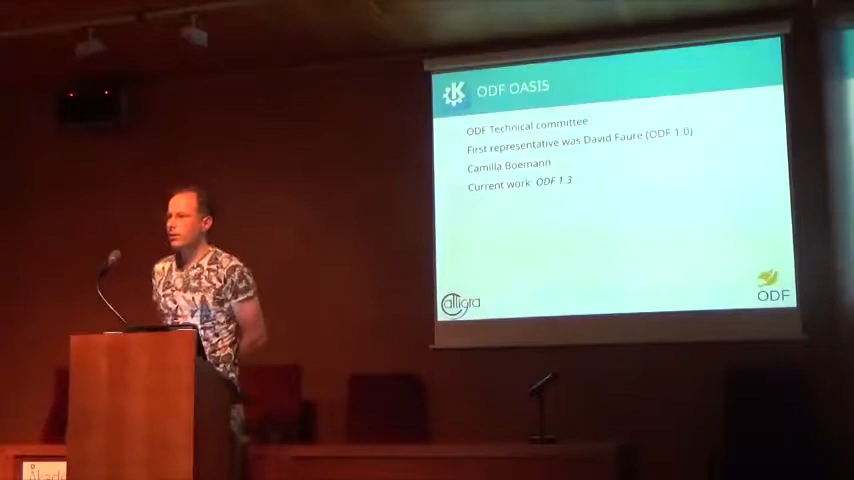 ODF OASIS
ODF Technical committee
First representative was David Faure (ODF 1.0)
Camilla Boemann
Current work: ODF 1.3
Calligra
ODF